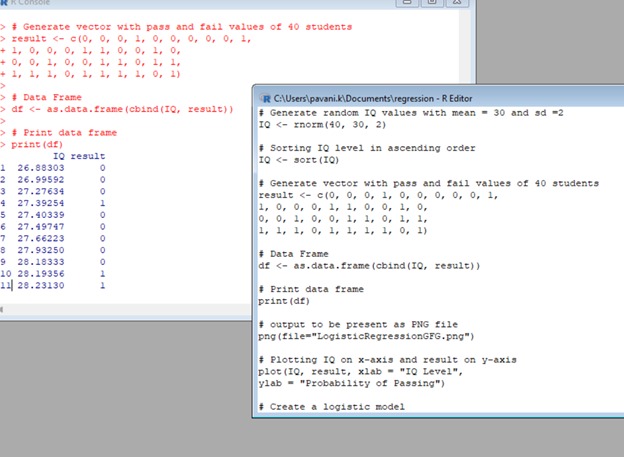 R Console
> # Generate vector with pass and fail values of 40 students
> result <- c(0, 0, 0, 1, 0, 0, 0, 0, 0, 1,
+ 1, 0, 0, 0, 1, 1, 0, 0, 1, 0,
+ 0, 0, 1, 0, 0, 1, 1, 0, 1, 1,
+ 1, 1, 1, 0, 1, 1, 1, 1, 0, 1)
>
> # Data Frame
> df <- as.data.frame(cbind(IQ, result))
>
> # Print data frame
> print(df)
IQ result
1 26.88303 0
2 26.99592 0
3 27.27634 0
4 27.39254 1
5 27.40339 0
6 27.49747 0
7 27.66223 0
8 27.93250 0
9 28.18333 0
10 28.19356 1
11 28.23130 1
C:\Users\pavani.k\Documents\regression - R Editor
# Generate random IQ values with mean = 30 and sd =2
IQ <- rnorm(40, 30, 2)
# Sorting IQ level in ascending order
IQ <- sort(IQ)
# Generate vector with pass and fail values of 40 students
result <- c(0, 0, 0, 1, 0, 0, 0, 0, 0, 1,
1, 0, 0, 0, 1, 1, 0, 0, 1, 0,
0, 0, 1, 0, 0, 1, 1, 0, 1, 1,
1, 1, 1, 0, 1, 1, 1, 1, 0, 1)
# Data Frame
df <- as.data.frame(cbind(IQ, result))
# Print data frame
print(df)
# output to be present as PNG file
png(file="LogisticRegressionGFG.png")
# Plotting IQ on x-axis and result on y-axis
plot(IQ, result, xlab = "IQ Level",
ylab = "Probability of Passing")
# Create a logistic model